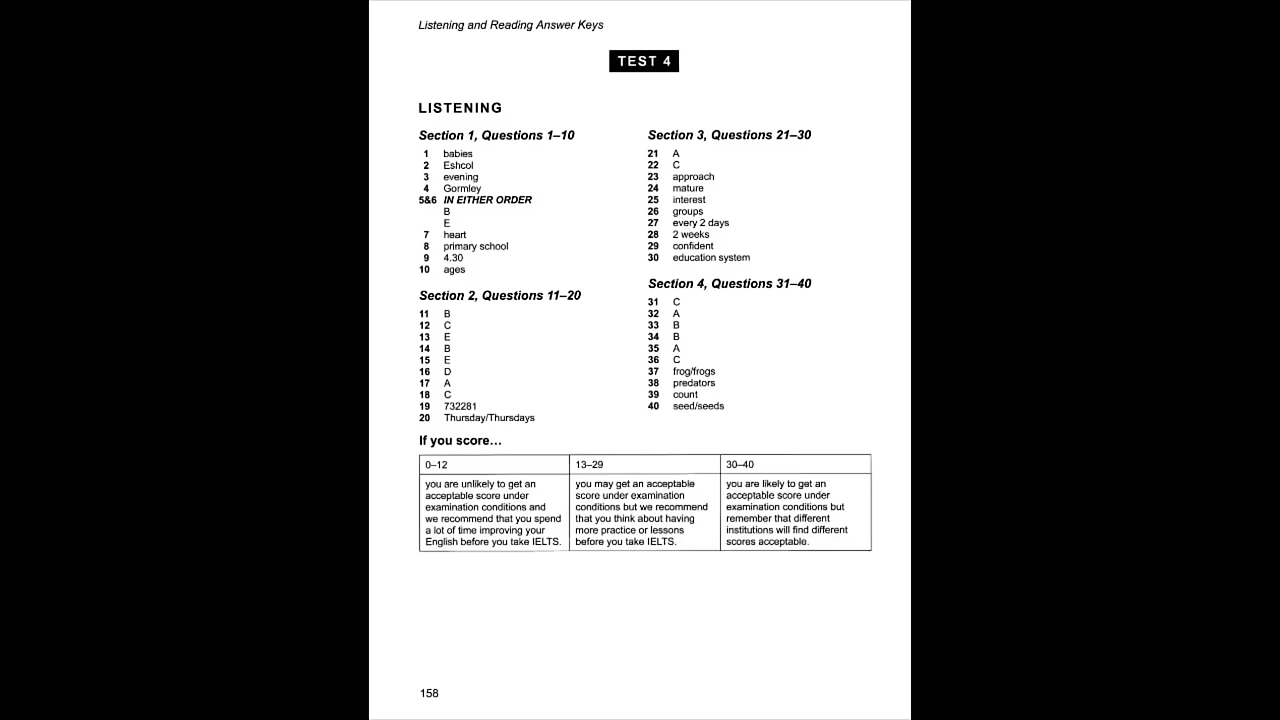 Listening and Reading Answer Keys
TEST 4
LISTENING
Section 1, Questions 1–10
1 babies
2 Eshcol
3 evening
4 Gormley
5&6 IN EITHER ORDER
B
E
7 heart
8 primary school
9 4.30
10 ages
Section 2, Questions 11–20
11 B
12 C
13 E
14 B
15 E
16 D
17 A
18 C
19 732281
20 Thursday/Thursdays
Section 3, Questions 21–30
21 A
22 C
23 approach
24 mature
25 interest
26 groups
27 every 2 days
28 2 weeks
29 confident
30 education system
Section 4, Questions 31–40
31 C
32 A
33 B
34 B
35 A
36 C
37 frog/frogs
38 predators
39 count
40 seed/seeds
If you score…
0–12
you are unlikely to get an
acceptable score under
examination conditions and
we recommend that you spend
a lot of time improving your
English before you take IELTS.
13–29
you may get an acceptable
score under examination
conditions but we recommend
that you think about having
more practice or lessons
before you take IELTS.
30–40
you are likely to get an
acceptable score under
examination conditions but
remember that different
institutions will find different
scores acceptable.
158